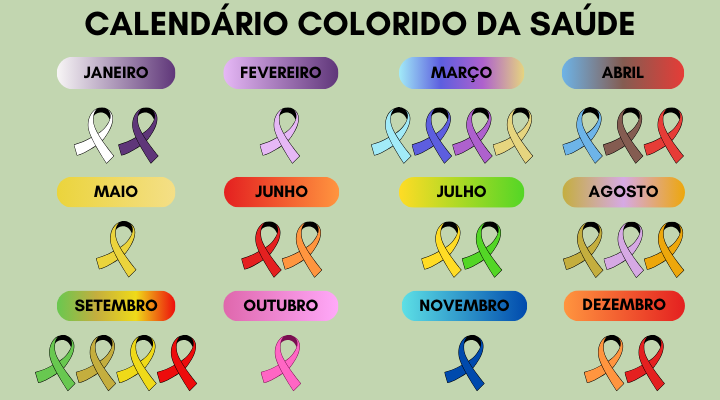 CALENDÁRIO COLORIDO DA SAÚDE
JANEIRO
FEVEREIRO
MARÇO
ABRIL
MAIO
JUNHO
JULHO
AGOSTO
SETEMBRO
OUTUBRO
NOVEMBRO
DEZEMBRO